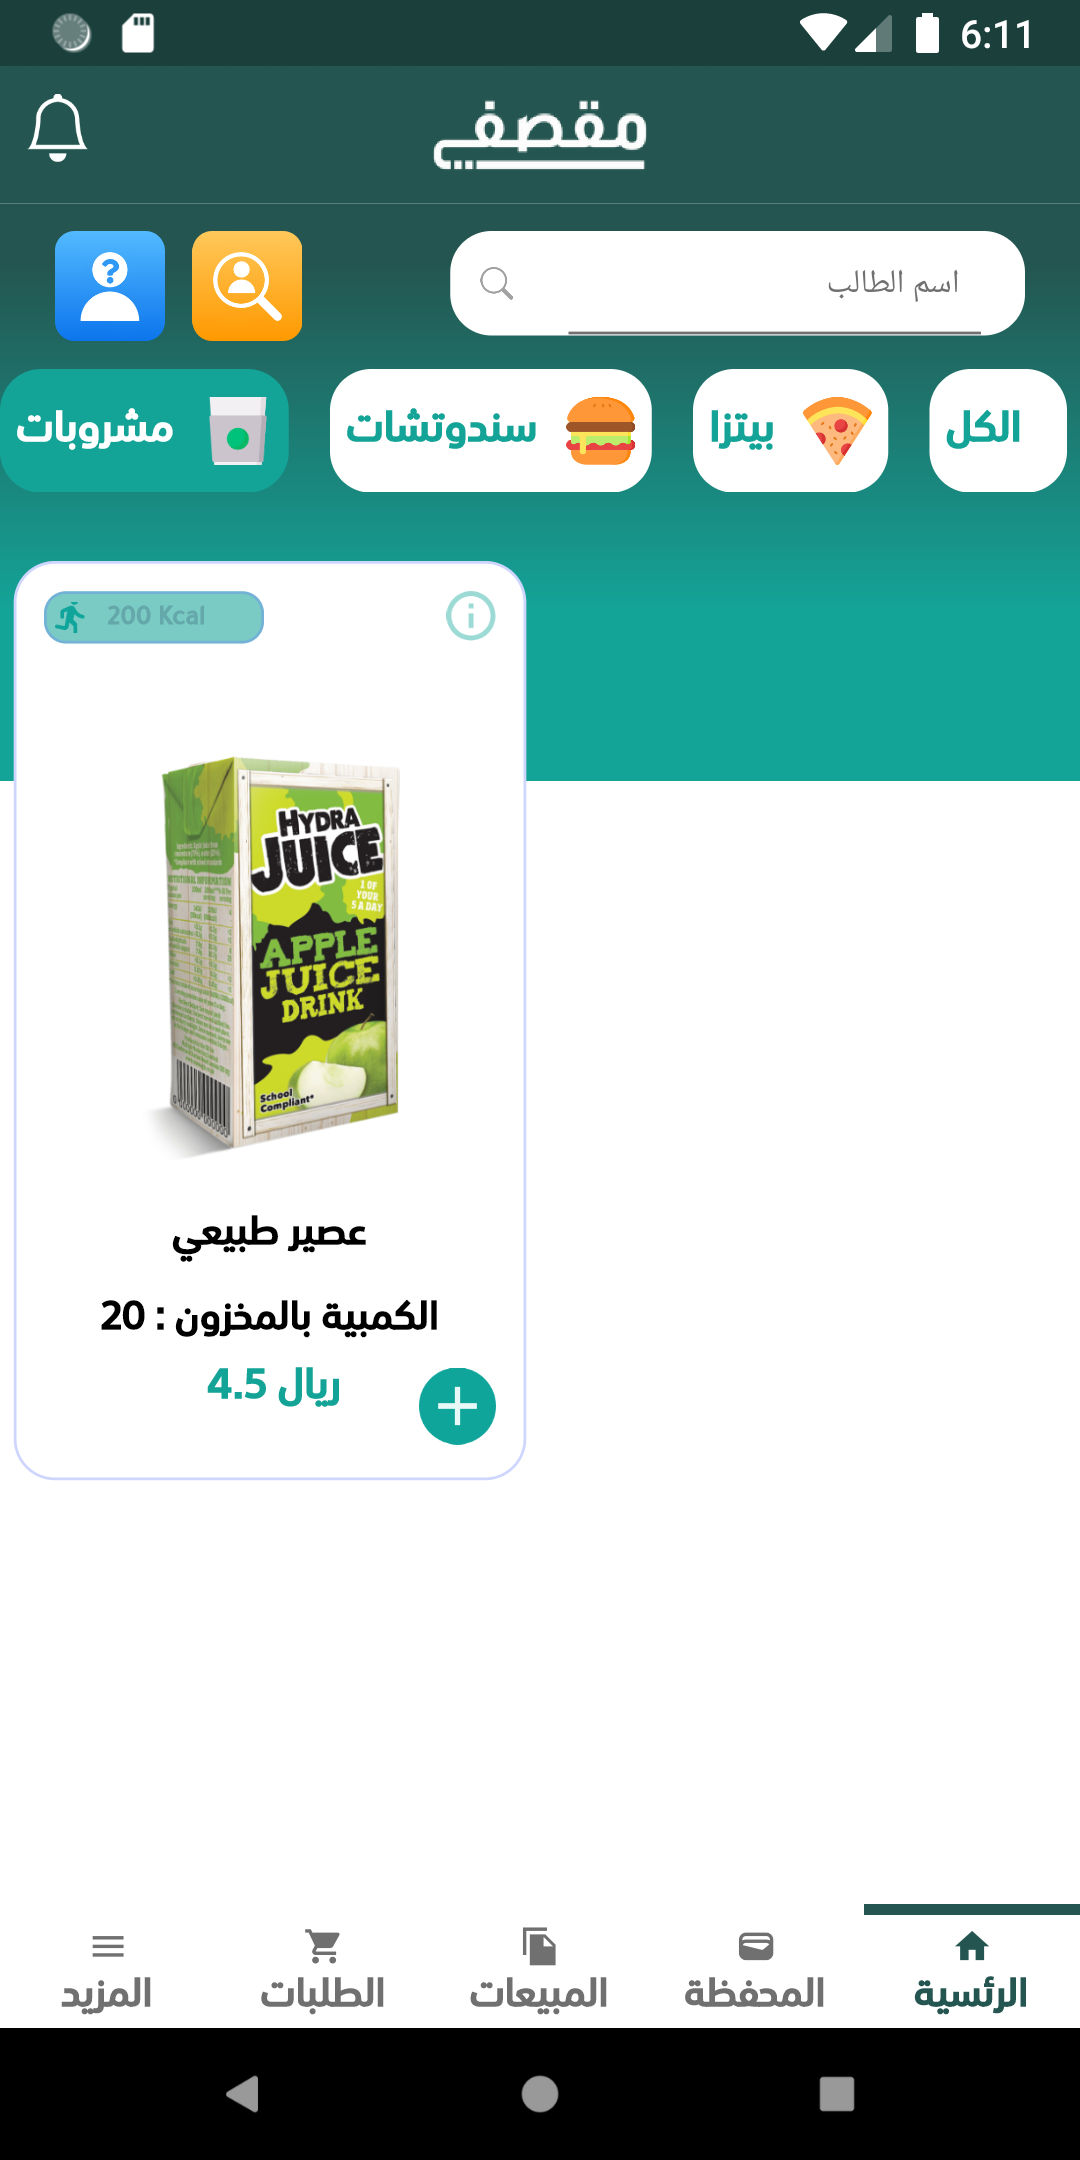 6:11
مقصفي
اسم الطالب
الكل
بيتزا
سندوتشات
مشروبات
200 Kcal
HYDRA
JUICE
1 OF
YOUR
5 A DAY
APPLE
JUICE
DRINK
School
Compliant*
عصير طبيعي
الكمبية بالمخزون : 20
4.5 ريال
الرئسية
المحفظة
المبيعات
الطلبات
المزيد